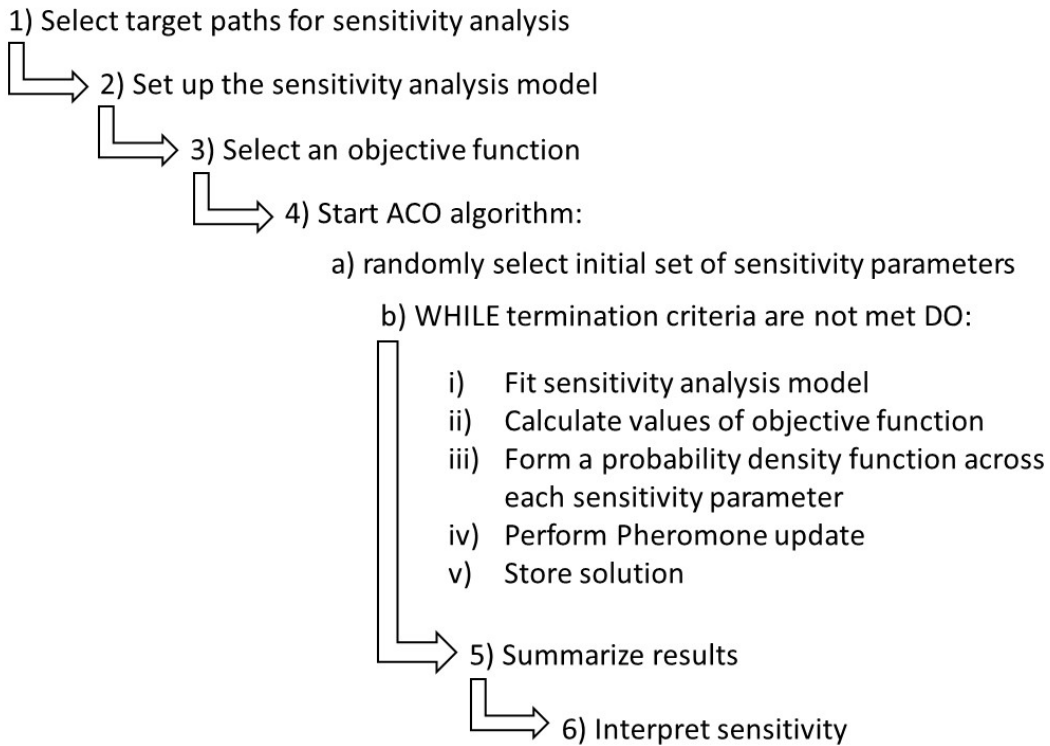 1) Select target paths for sensitivity analysis
2) Set up the sensitivity analysis model
3) Select an objective function
4) Start ACO algorithm:
a) randomly select initial set of sensitivity parameters
b) WHILE termination criteria are not met DO:
i) Fit sensitivity analysis model
ii) Calculate values of objective function
iii) Form a probability density function across
each sensitivity parameter
iv) Perform Pheromone update
v) Store solution
5) Summarize results
6) Interpret sensitivity